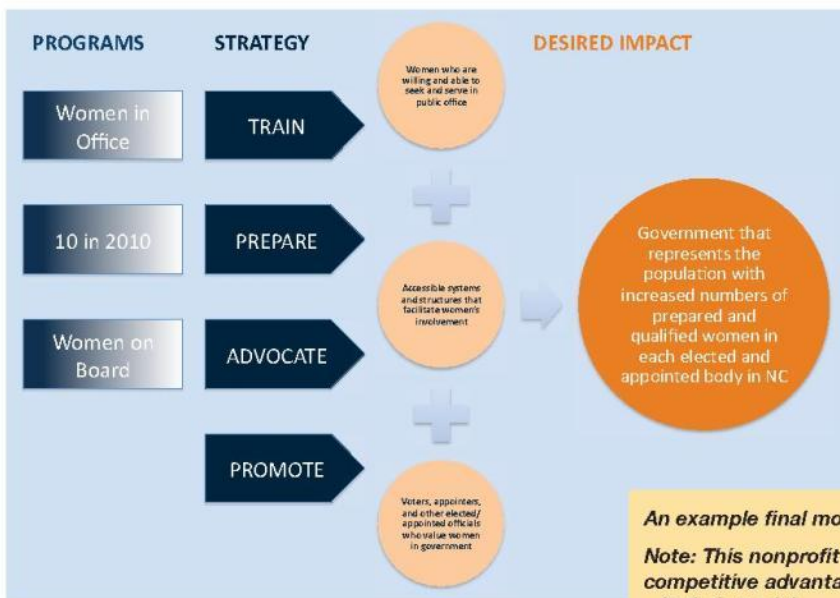 PROGRAMS
STRATEGY
DESIRED IMPACT
Women in
Office
10 in 2010
Women on
Board
TRAIN
PREPARE
ADVOCATE
PROMOTE
Women who are
willing and able to
seek and serve in
public office
Accessible systems
and structures that
facilitate women's
involvement
Voters, appointers,
and other elected/
appointed officials
who value women
in government
Government that
represents the
population with
increased numbers of
prepared and
qualified women in
each elected and
appointed body in NC
An example final mo
Note: This nonprofit
competitive advanta